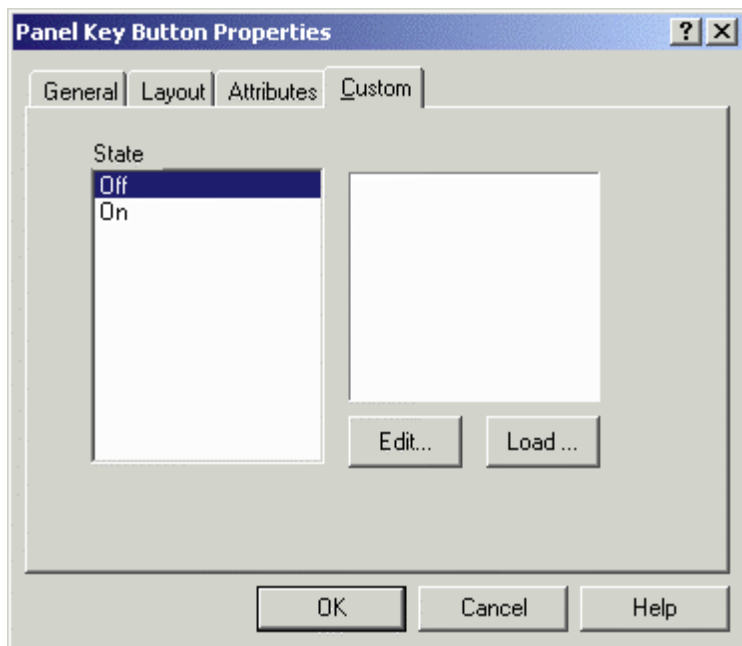 Panel Key Button Properties
General Layout Attributes Custom
State
Off
On
Edit... Load ...
OK Cancel Help